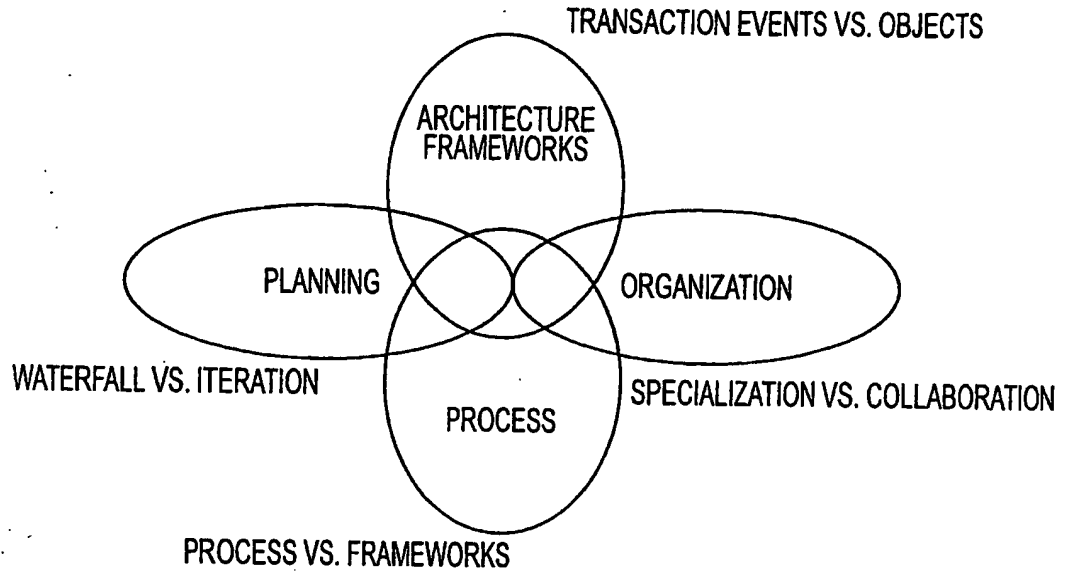 TRANSACTION EVENTS VS. OBJECTS
ARCHITECTURE
FRAMEWORKS
PLANNING
ORGANIZATION
WATERFALL VS. ITERATION
SPECIALIZATION VS. COLLABORATION
PROCESS
PROCESS VS. FRAMEWORKS